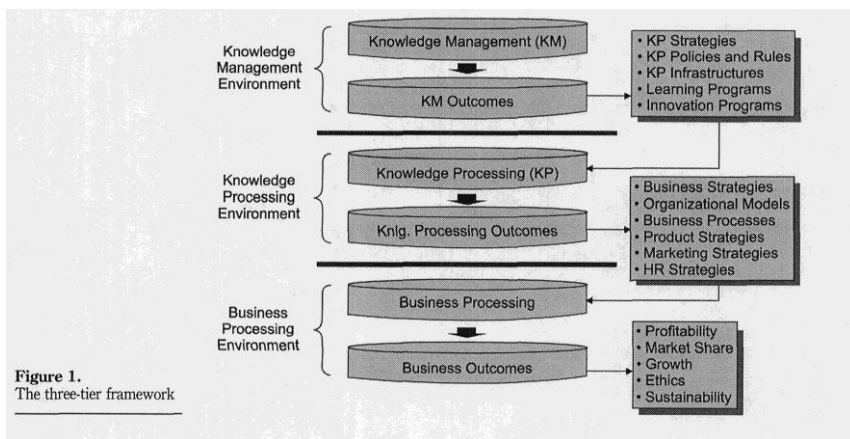 Knowledge
Management
Environment
Knowledge Management (KM)
KM Outcomes
• KP Strategies
• KP Policies and Rules
• KP Infrastructures
• Learning Programs
• Innovation Programs
Knowledge
Processing
Environment
Knowledge Processing (KP)
Knlg. Processing Outcomes
• Business Strategies
• Organizational Models
• Business Processes
• Product Strategies
• Marketing Strategies
• HR Strategies
Business
Processing
Environment
Business Processing
Business Outcomes
• Profitability
• Market Share
• Growth
• Ethics
• Sustainability
Figure 1.
The three-tier framework